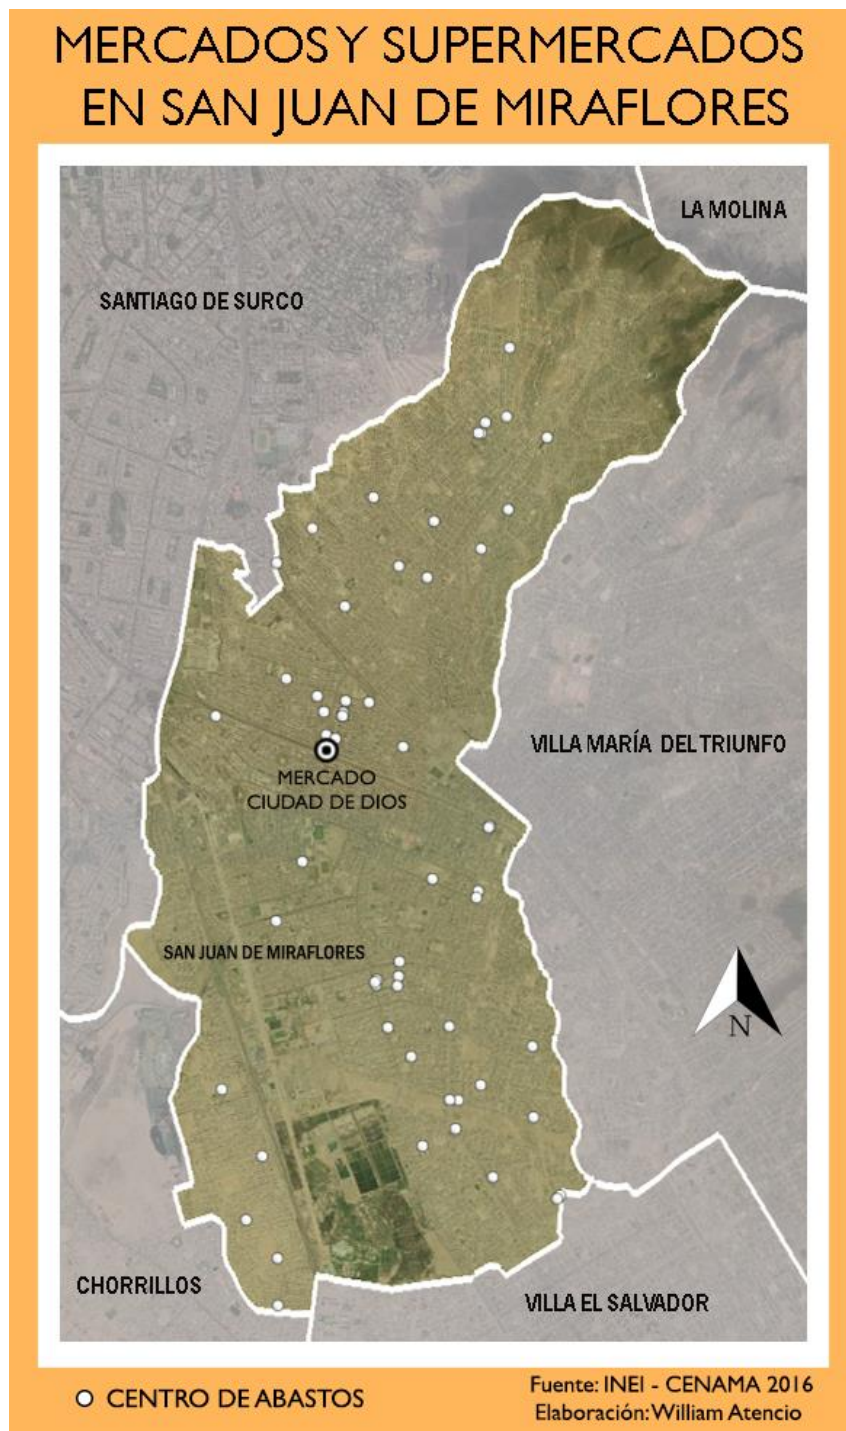 MERCADOS Y SUPERMERCADOS
EN SAN JUAN DE MIRAFLORES
LA MOLINA
SANTIAGO DE SURCO
VILLA MARÍA DEL TRIUNFO
MERCADO
CIUDAD DE DIOS
SAN JUAN DE MIRAFLORES
N
CHORRILLOS
VILLA EL SALVADOR
CENTRO DE ABASTOS
Fuente: INEI - CENAMA 2016
Elaboración: William Atencio